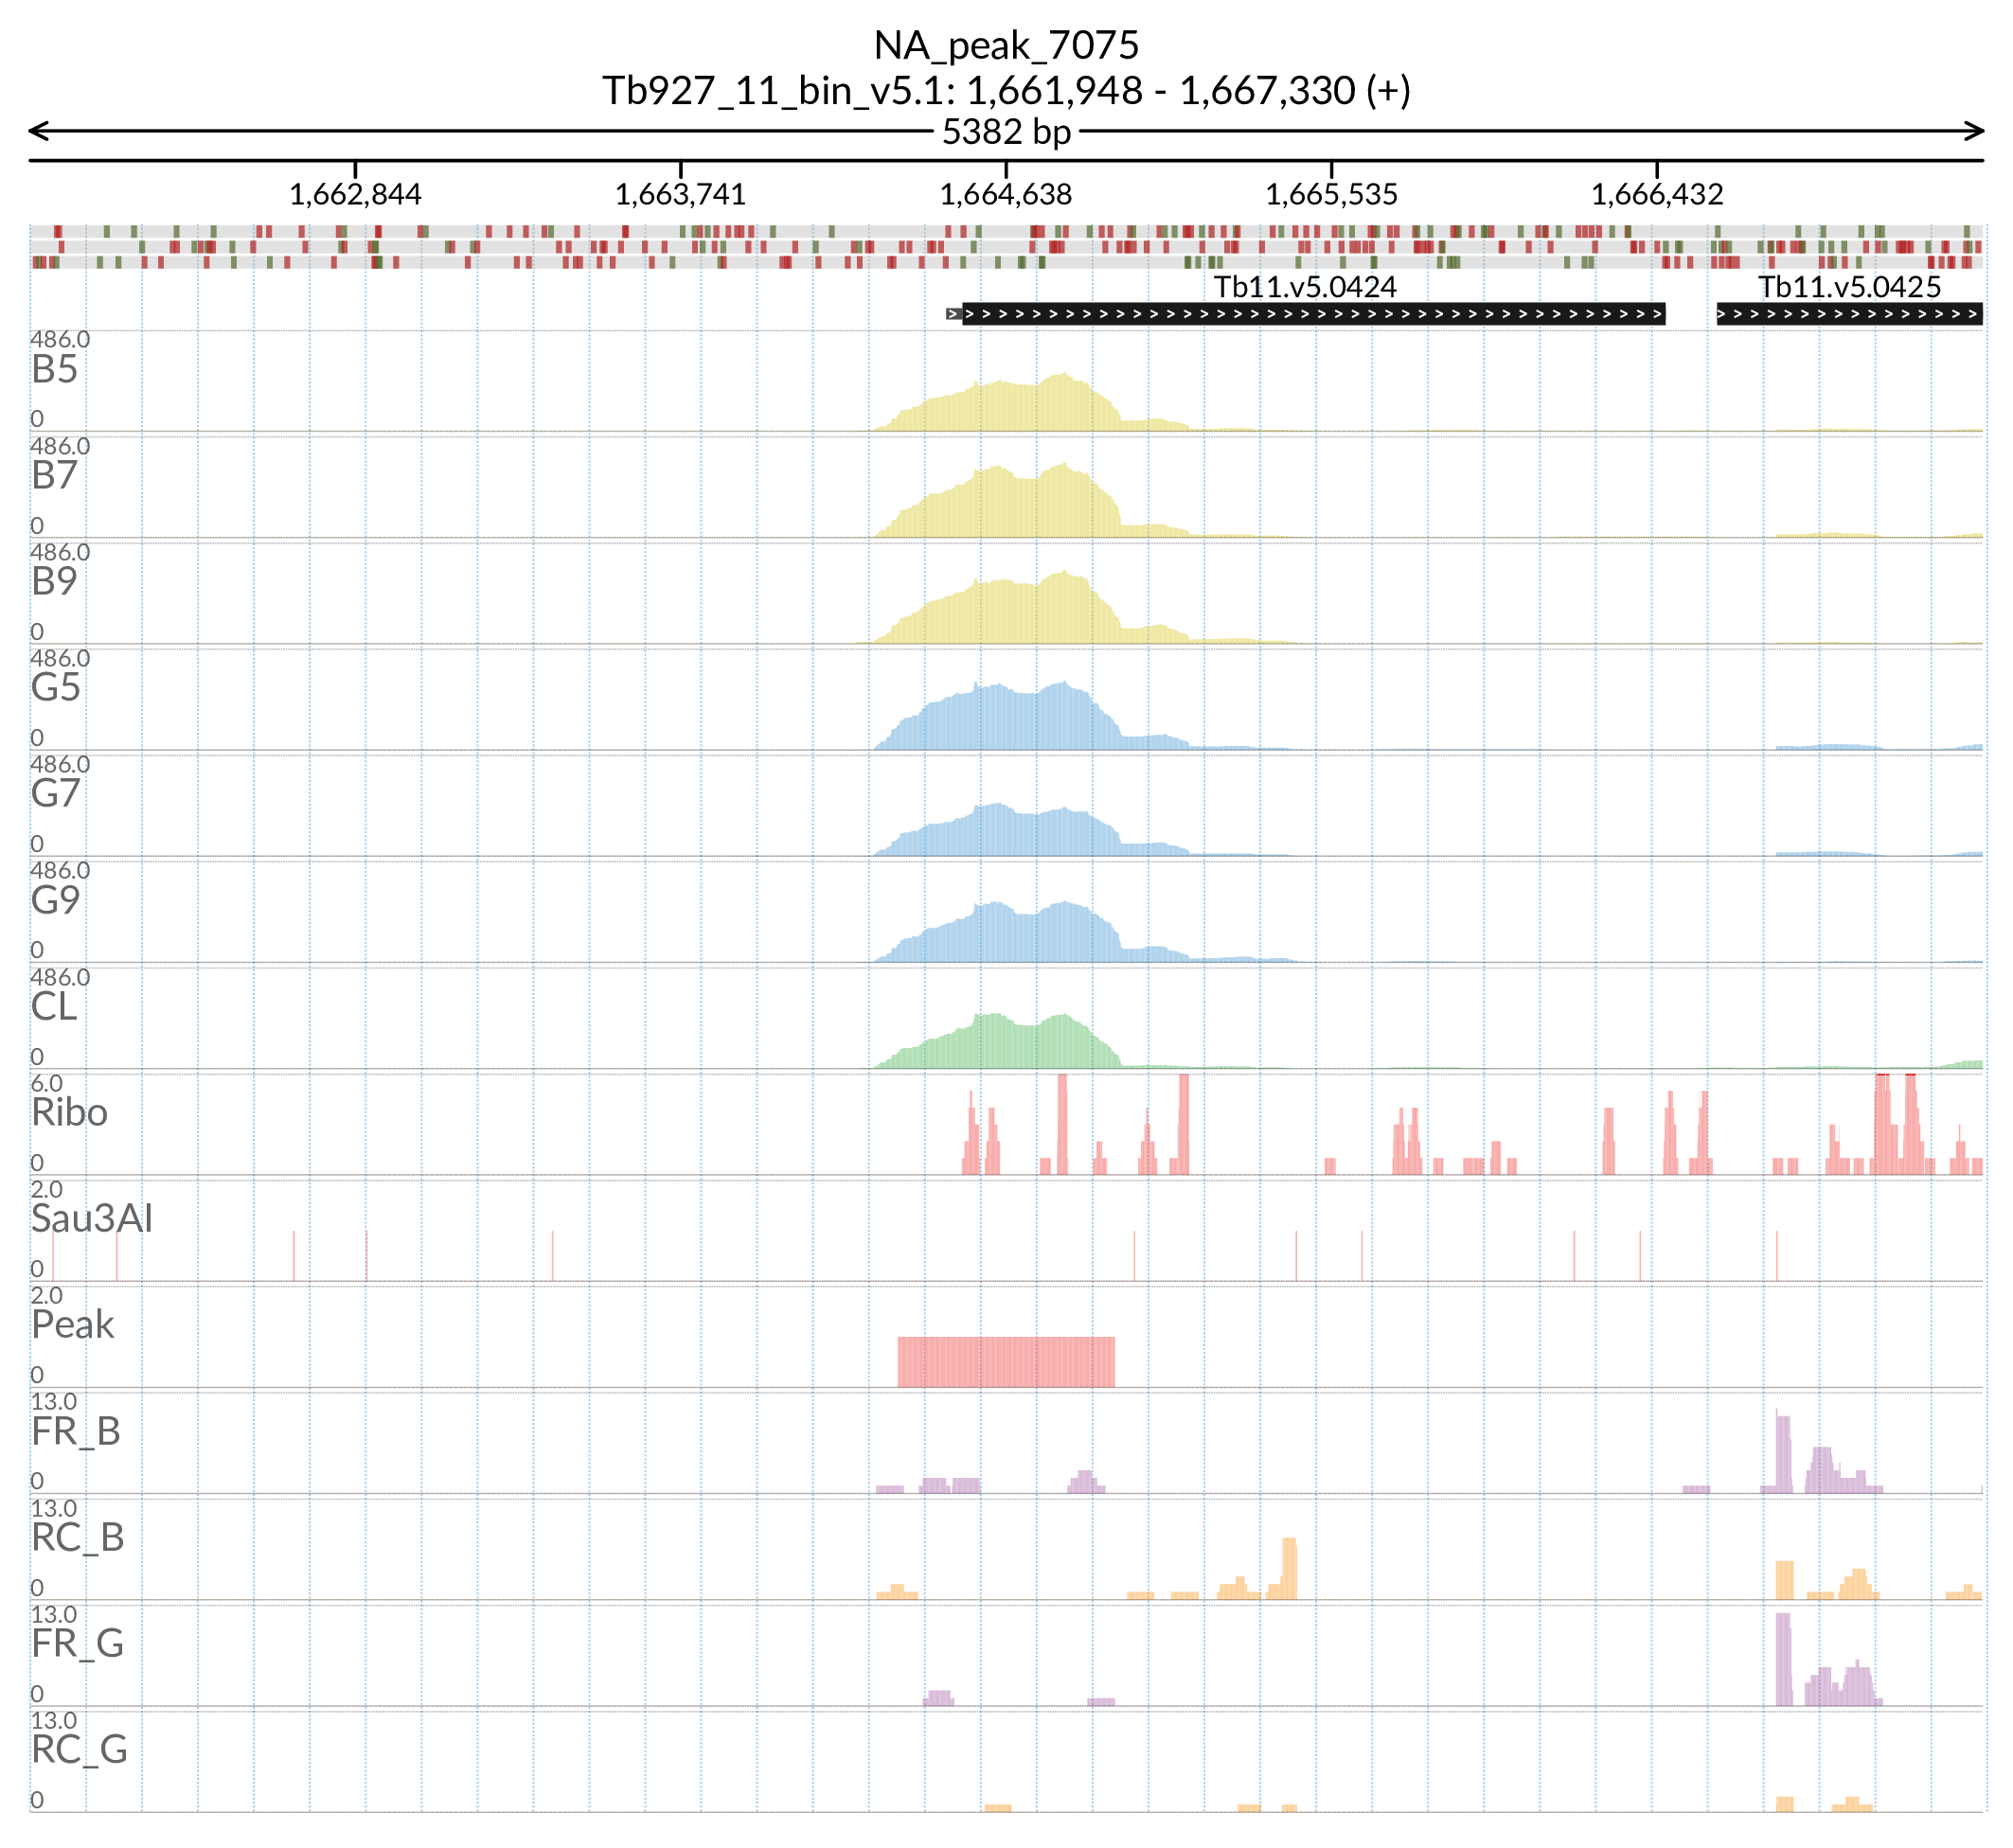 NA_peak_7075
Tb927_11_bin_v5.1: 1,661,948 - 1,667,330 (+)
5382 bp
1,662,844 1,663,741 1,664,638 1,665,535 1,666,432
Tb11.v5.0424 Tb11.v5.0425
486.0
B5
0
486.0
B7
0
486.0
B9
0
486.0
G5
0
486.0
G7
0
486.0
G9
0
486.0
CL
0
6.0
Ribo
0
2.0
Sau3AI
0
2.0
Peak
0
13.0
FR_B
0
13.0
RC_B
0
13.0
FR_G
0
13.0
RC_G
0